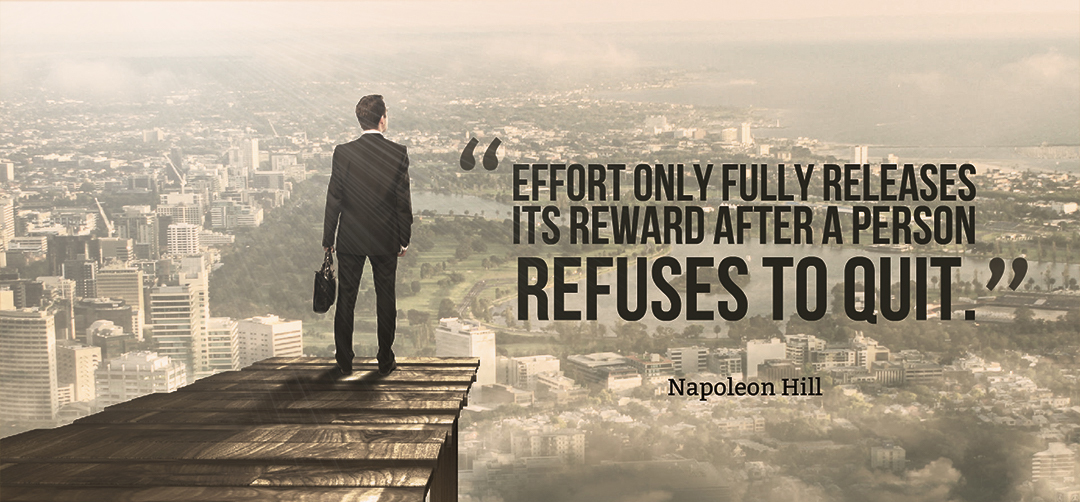 “ EFFORT ONLY FULLY RELEASES
ITS REWARD AFTER A PERSON
REFUSES TO QUIT. ”
Napoleon Hill